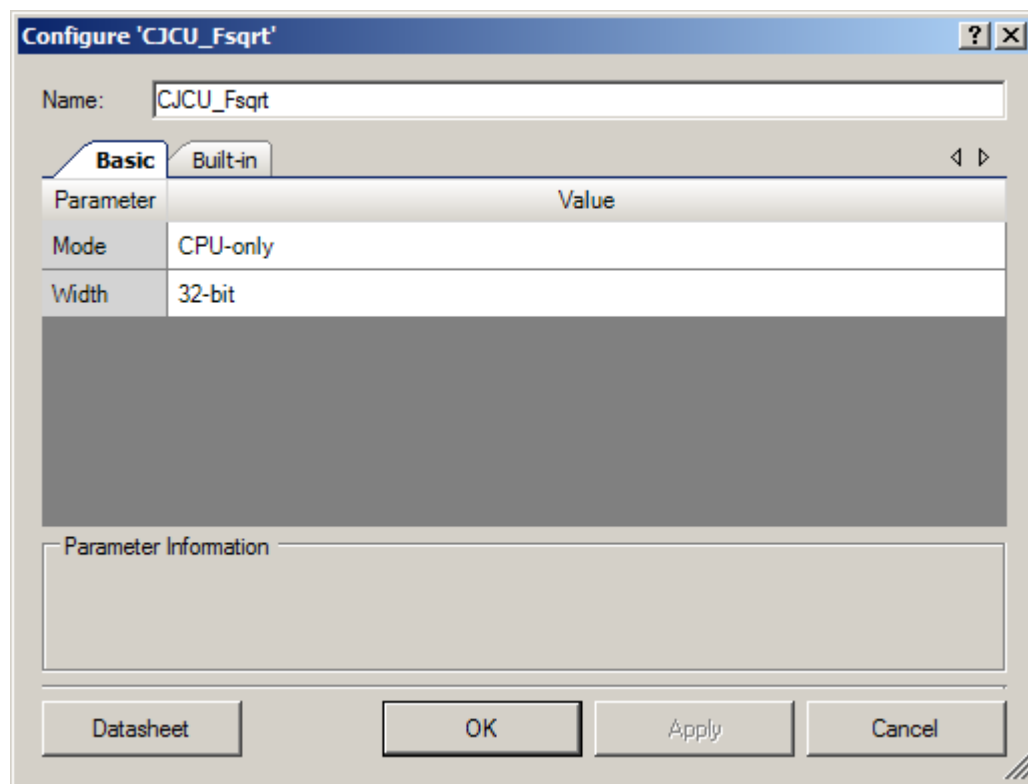 Configure 'CJCU_Fsqrt'
Name: CJCU_Fsqrt
Basic Built-in
Parameter Value
Mode CPU-only
Width 32-bit
Parameter Information
Datasheet OK Apply Cancel